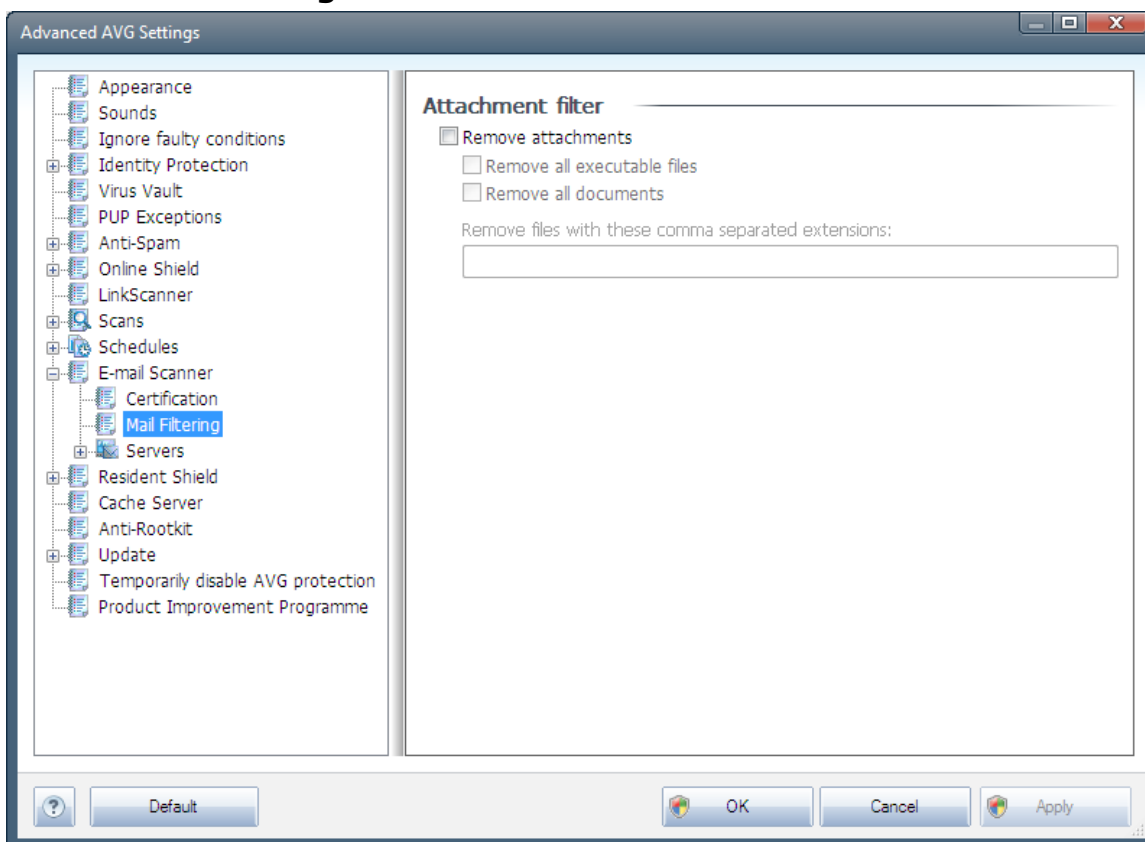 Advanced AVG Settings
Appearance
Sounds
Ignore faulty conditions
Identity Protection
Virus Vault
PUP Exceptions
Anti-Spam
Online Shield
LinkScanner
Scans
Schedules
E-mail Scanner
Certification
Mail Filtering
Servers
Resident Shield
Cache Server
Anti-Rootkit
Update
Temporarily disable AVG protection
Product Improvement Programme
Attachment filter
Remove attachments
Remove all executable files
Remove all documents
Remove files with these comma separated extensions:
? Default OK Cancel Apply